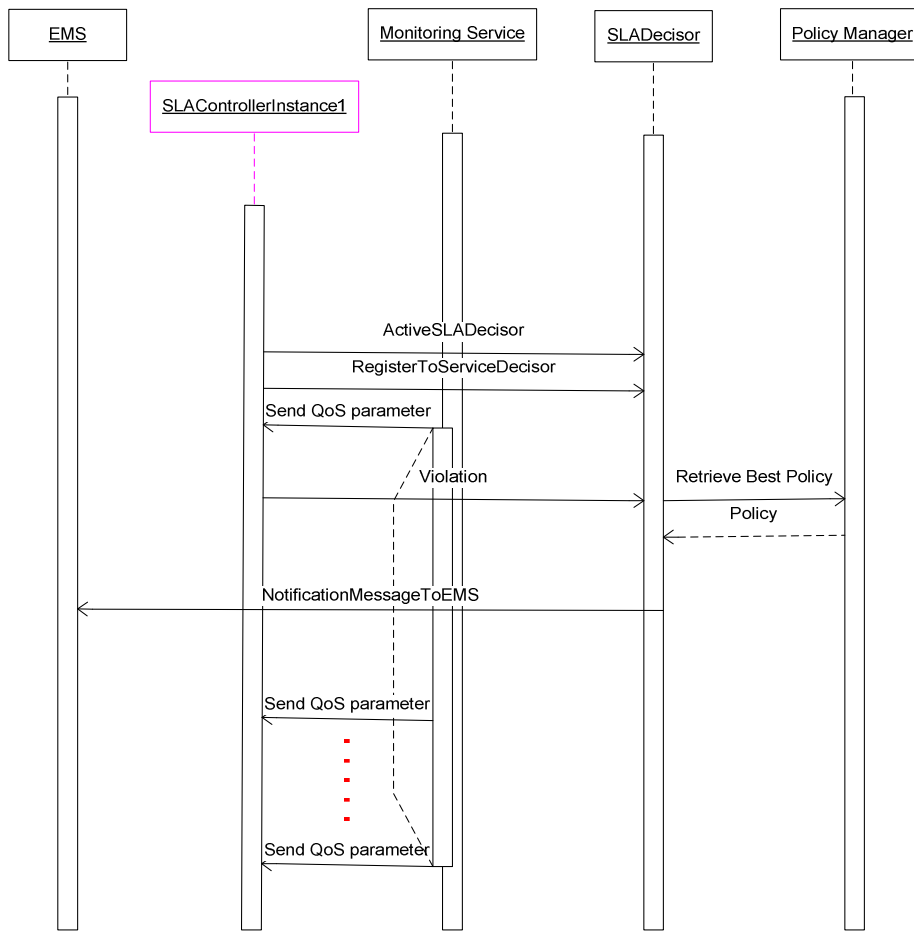 EMS
Monitoring Service
SLADecisor
Policy Manager
SLAControllerInstance1
ActiveSLADecisor
RegisterToServiceDecisor
Send QoS parameter
Violation
Retrieve Best Policy
Policy
NotificationMessageToEMS
Send QoS parameter
Send QoS parameter